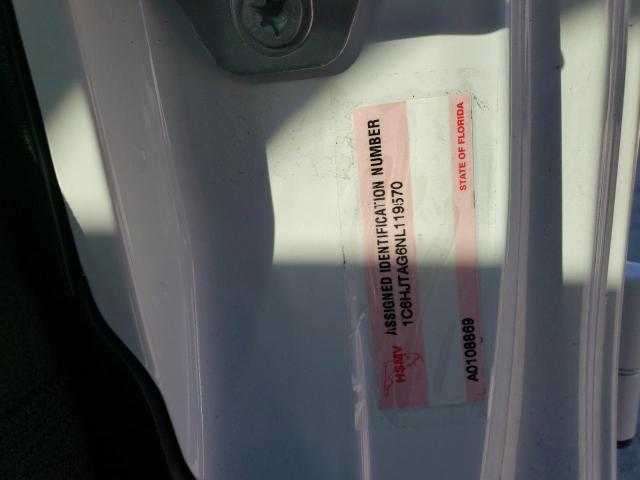 ASSIGNED IDENTIFICATION NUMBER
1C6HJTAG6NL119570
HSMV
STATE OF FLORIDA
A0108869